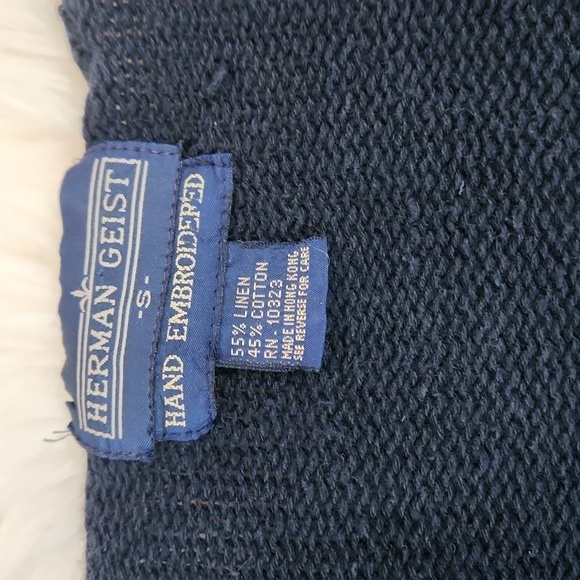 HERMAN GEIST
-S-
HAND EMBROIDERED
55% LINEN
45% COTTON
RN-10323
MADE IN HONG KONG
SEE REVERSE FOR CARE